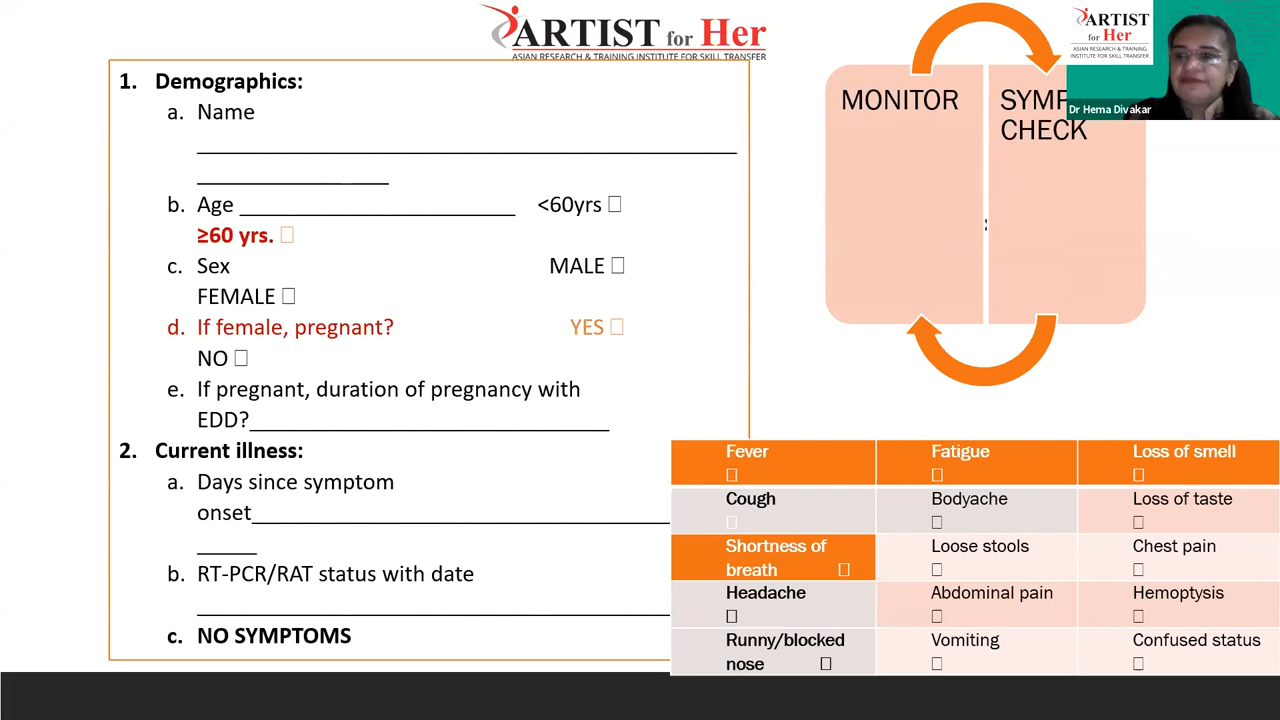 ARTIST for Her
ASIAN RESEARCH & TRAINING INSTITUTE FOR SKILL TRANSFER
1. Demographics:
a. Name
b. Age <60yrs
≥60 yrs.
c. Sex MALE
FEMALE
d. If female, pregnant? YES
NO
e. If pregnant, duration of pregnancy with
EDD?
2. Current illness:
a. Days since symptom
onset
b. RT-PCR/RAT status with date
c. NO SYMPTOMS
MONITOR
CHECK
:
ARTIST
for Her
ASIAN RESEARCH & TRAINING
INSTITUTE FOR SKILL TRANSFER
Dr Hema Divakar
Fever Fatigue Loss of smell
Cough Bodyache Loss of taste
Shortness of
breath Loose stools Chest pain
Headache Abdominal pain Hemoptysis
Runny/blocked
nose Vomiting Confused status